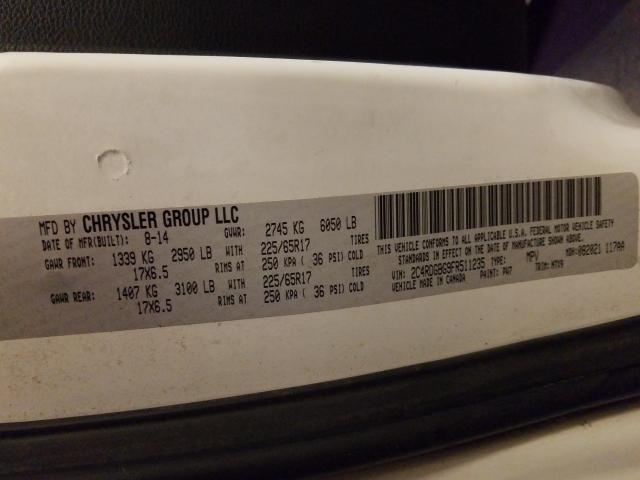 MFD BY CHRYSLER GROUP LLC
DATE OF MFR(BUILT): 8-14 GVWR: 2745 KG 6050 LB
GAWR FRONT: 1339 KG 2950 LB WITH 225/65R17 TIRES
17X6.5 RIMS AT 250 KPA ( 36 PSI) COLD
GAWR REAR: 1407 KG 3100 LB WITH 225/65R17 TIRES
17X6.5 RIMS AT 250 KPA ( 36 PSI) COLD
THIS VEHICLE CONFORMS TO ALL APPLICABLE U.S.A. FEDERAL MOTOR VEHICLE SAFETY
STANDARDS IN EFFECT ON THE DATE OF MANUFACTURE SHOWN ABOVE.
VIN: 2C4RDGBG9FR511235 TYPE: MPV MDH: 062021 117AA
VEHICLE MADE IN CANADA PAINT: PW7 TRIM: